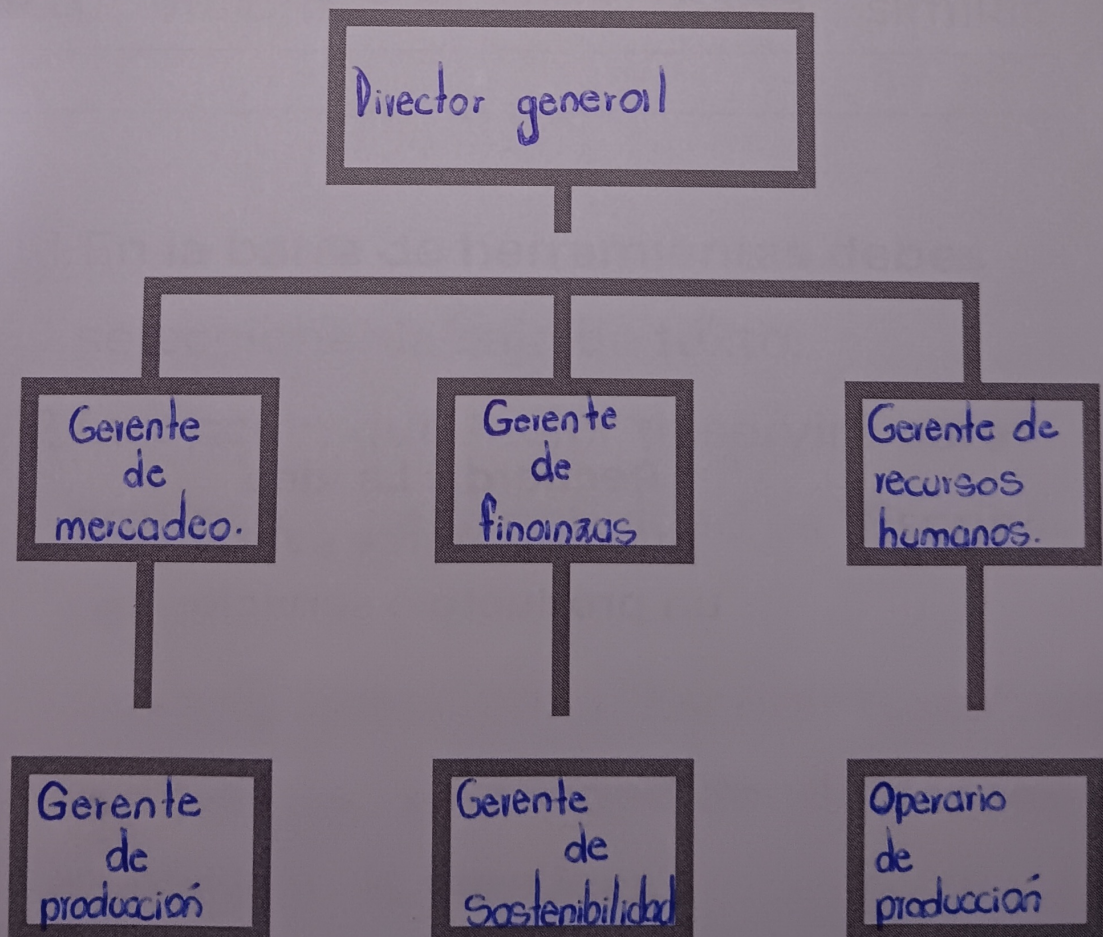 Director general
Gerente
de
mercadeo.
Gerente
de
finanzas
Gerente de
recursos
humanos.
Gerente
de
producción
Gerente
de
Sostenibilidad
Operario
de
producción